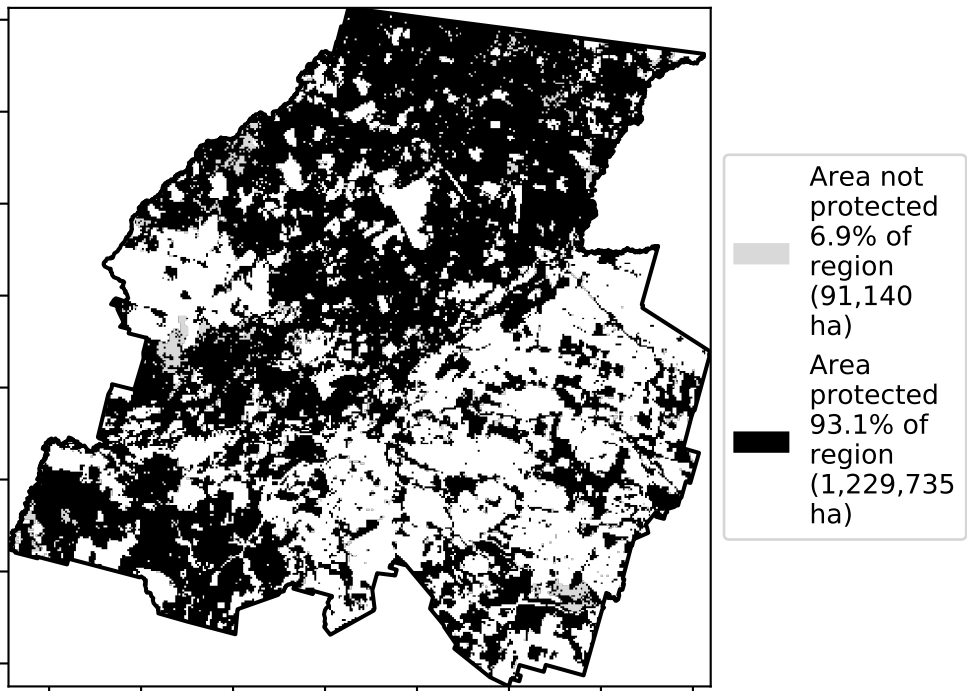 Area not
protected
6.9% of
region
(91,140
ha)
Area
protected
93.1% of
region
(1,229,735
ha)